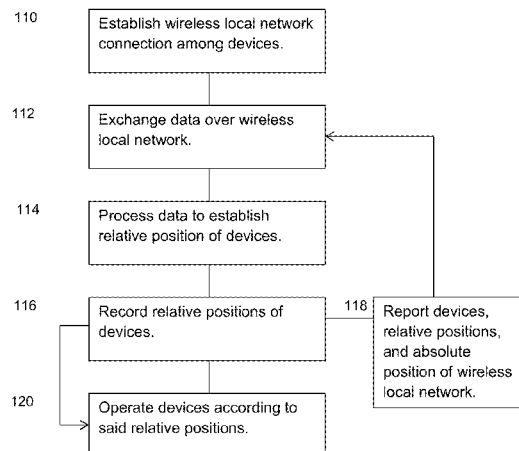 110
Establish wireless local network
connection among devices.
112
Exchange data over wireless
local network.
114
Process data to establish
relative position of devices.
116
Record relative positions of
devices.
118
Report devices,
relative positions,
and absolute
position of wireless
local network.
120
Operate devices according to
said relative positions.